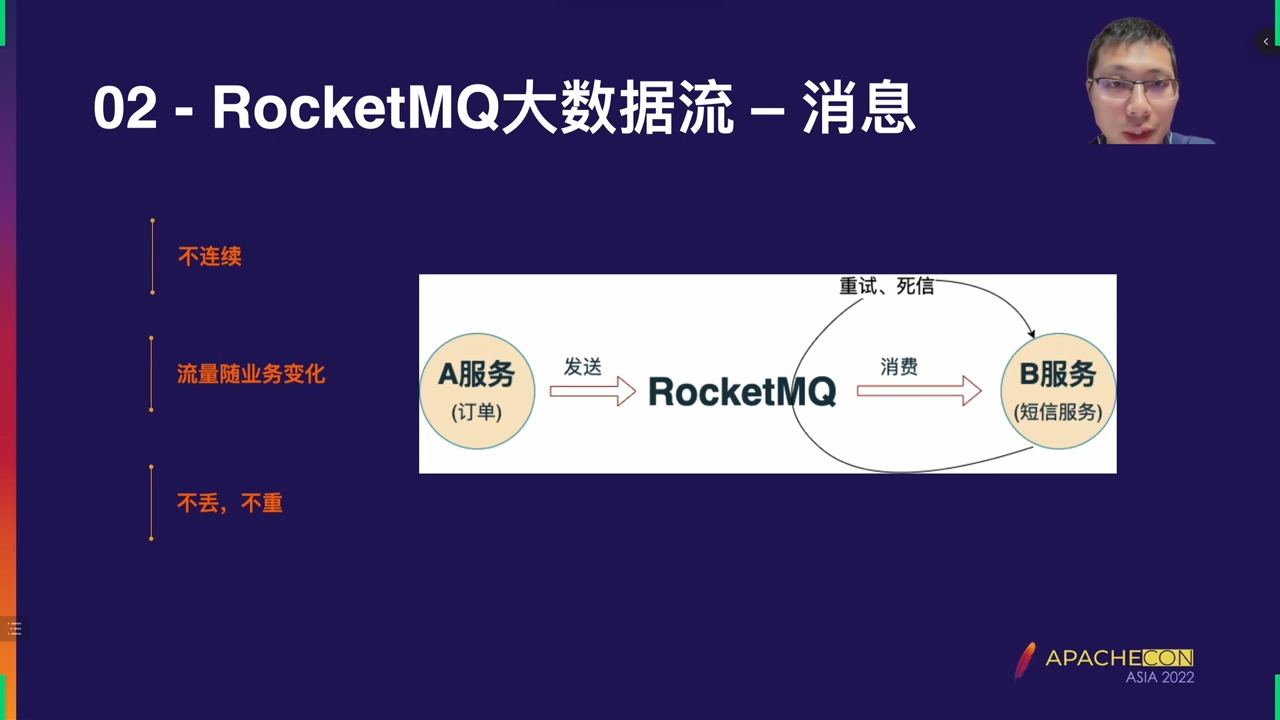 02 - RocketMQ大数据流 – 消息
不连续
流量随业务变化
不丢，不重
重试、死信
A服务
(订单)
发送
RocketMQ
消费
B服务
(短信服务)
APACHECON
ASIA 2022